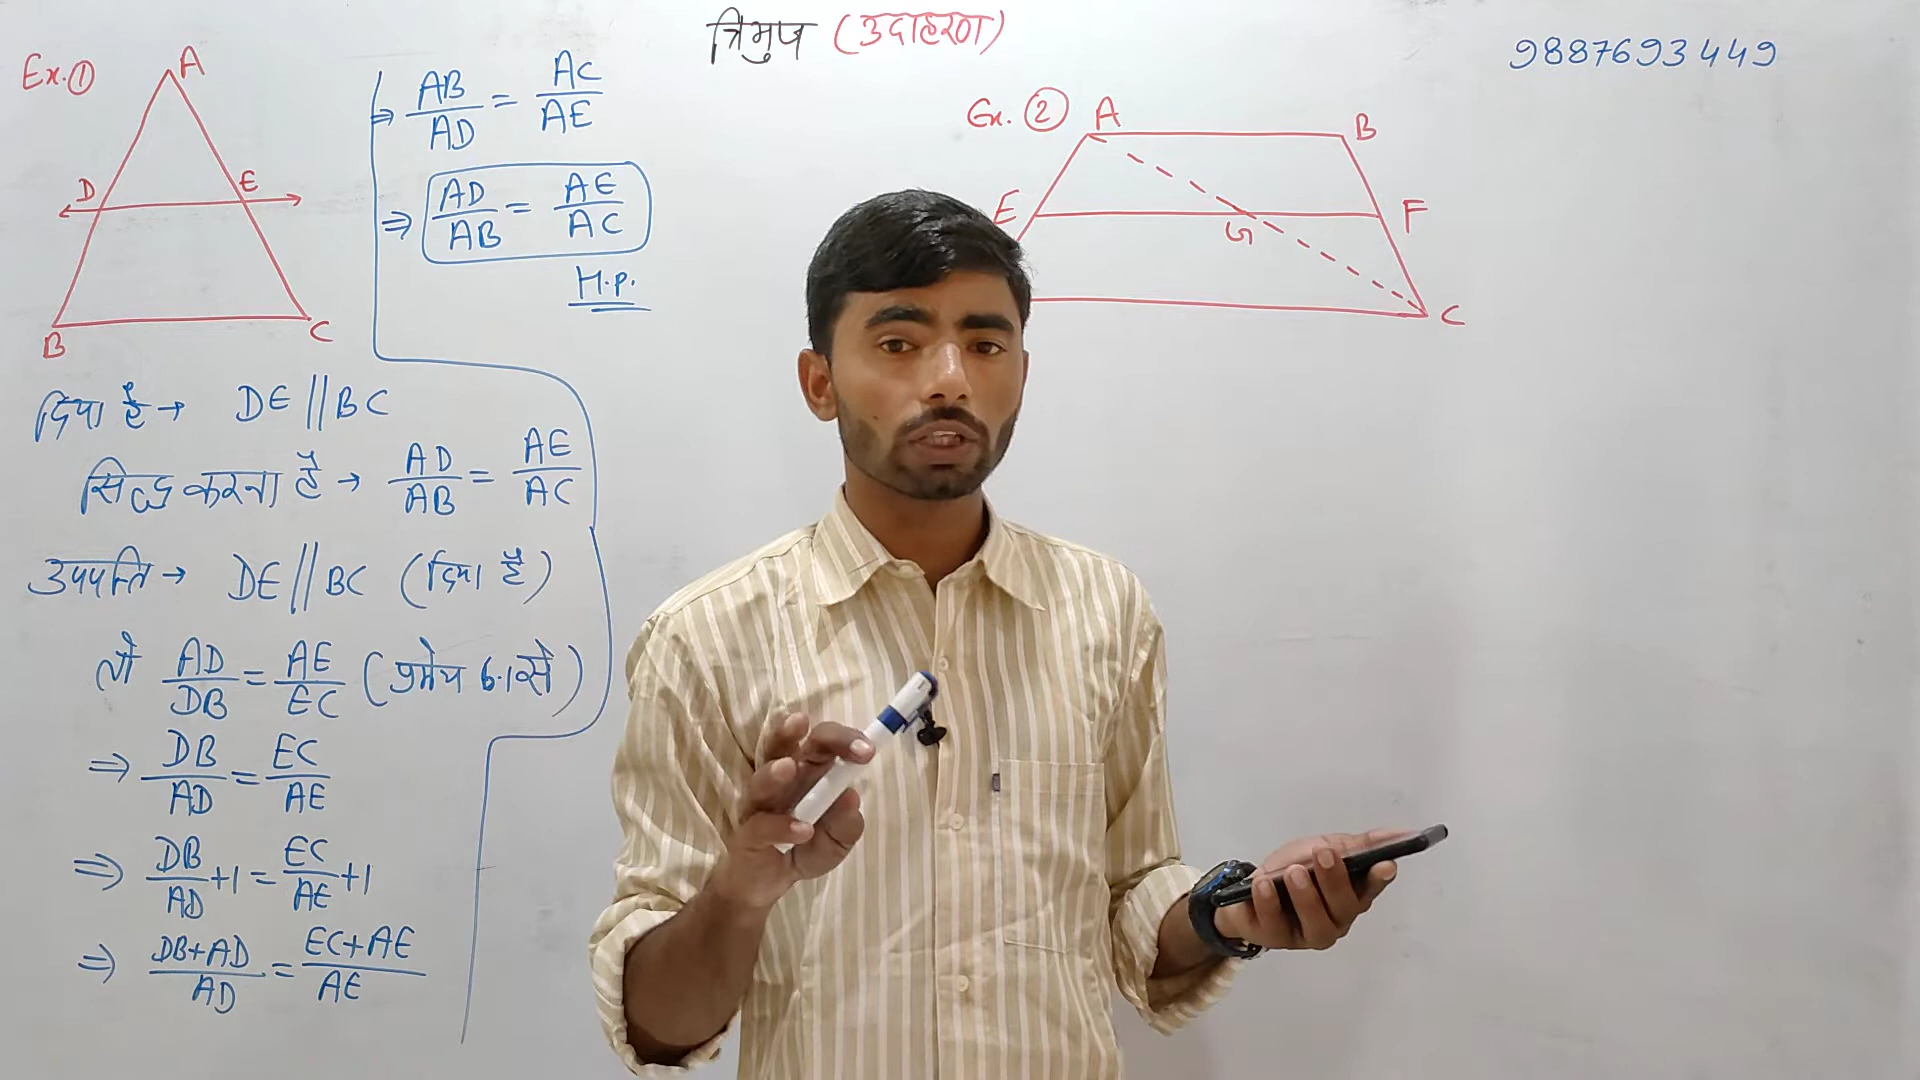 त्रिभुज (उदाहरण)
9887693449
Ex. ①
A
D
E
B
C
दिया है → DE || BC
सिद्ध करना है → AD/AB = AE/AC
उपपत्ति → DE || BC (दिया है)
तो AD/DB = AE/EC (प्रमेय 6.1 से)
⇒ DB/AD = EC/AE
⇒ DB/AD + 1 = EC/AE + 1
⇒ DB+AD/AD = EC+AE/AE
⇒ AB/AD = AC/AE
⇒ AD/AB = AE/AC
H.p.
Ex. ②
A
B
E
F
G
C